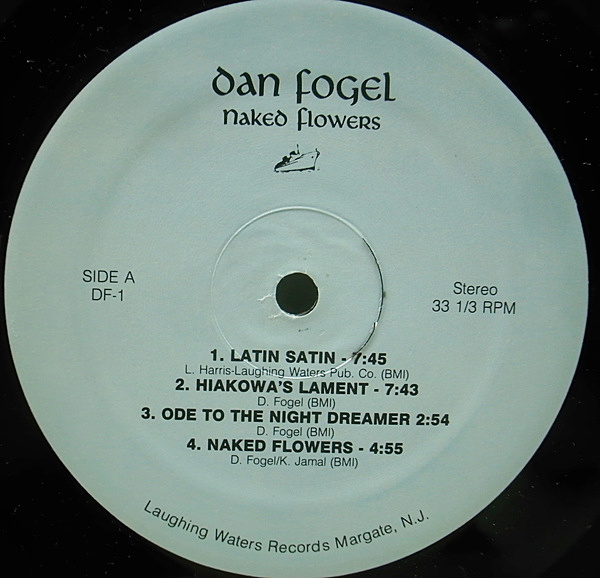 Dan Fogel
Naked Flowers
SIDE A
DF-1
Stereo
33 1/3 RPM
1. LATIN SATIN - 7:45
L. Harris-Laughing Waters Pub. Co. (BMI)
2. HIAKOWA'S LAMENT - 7:43
D. Fogel (BMI)
3. ODE TO THE NIGHT DREAMER 2:54
D. Fogel (BMI)
4. NAKED FLOWERS - 4:55
D. Fogel/K. Jamal (BMI)
Laughing Waters Records Margate, N.J.